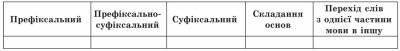 Префіксальний
Префіксально-
суфіксальний
Суфіксальний
Складання
основ
Перехід слів
з однієї частини
мови в іншу